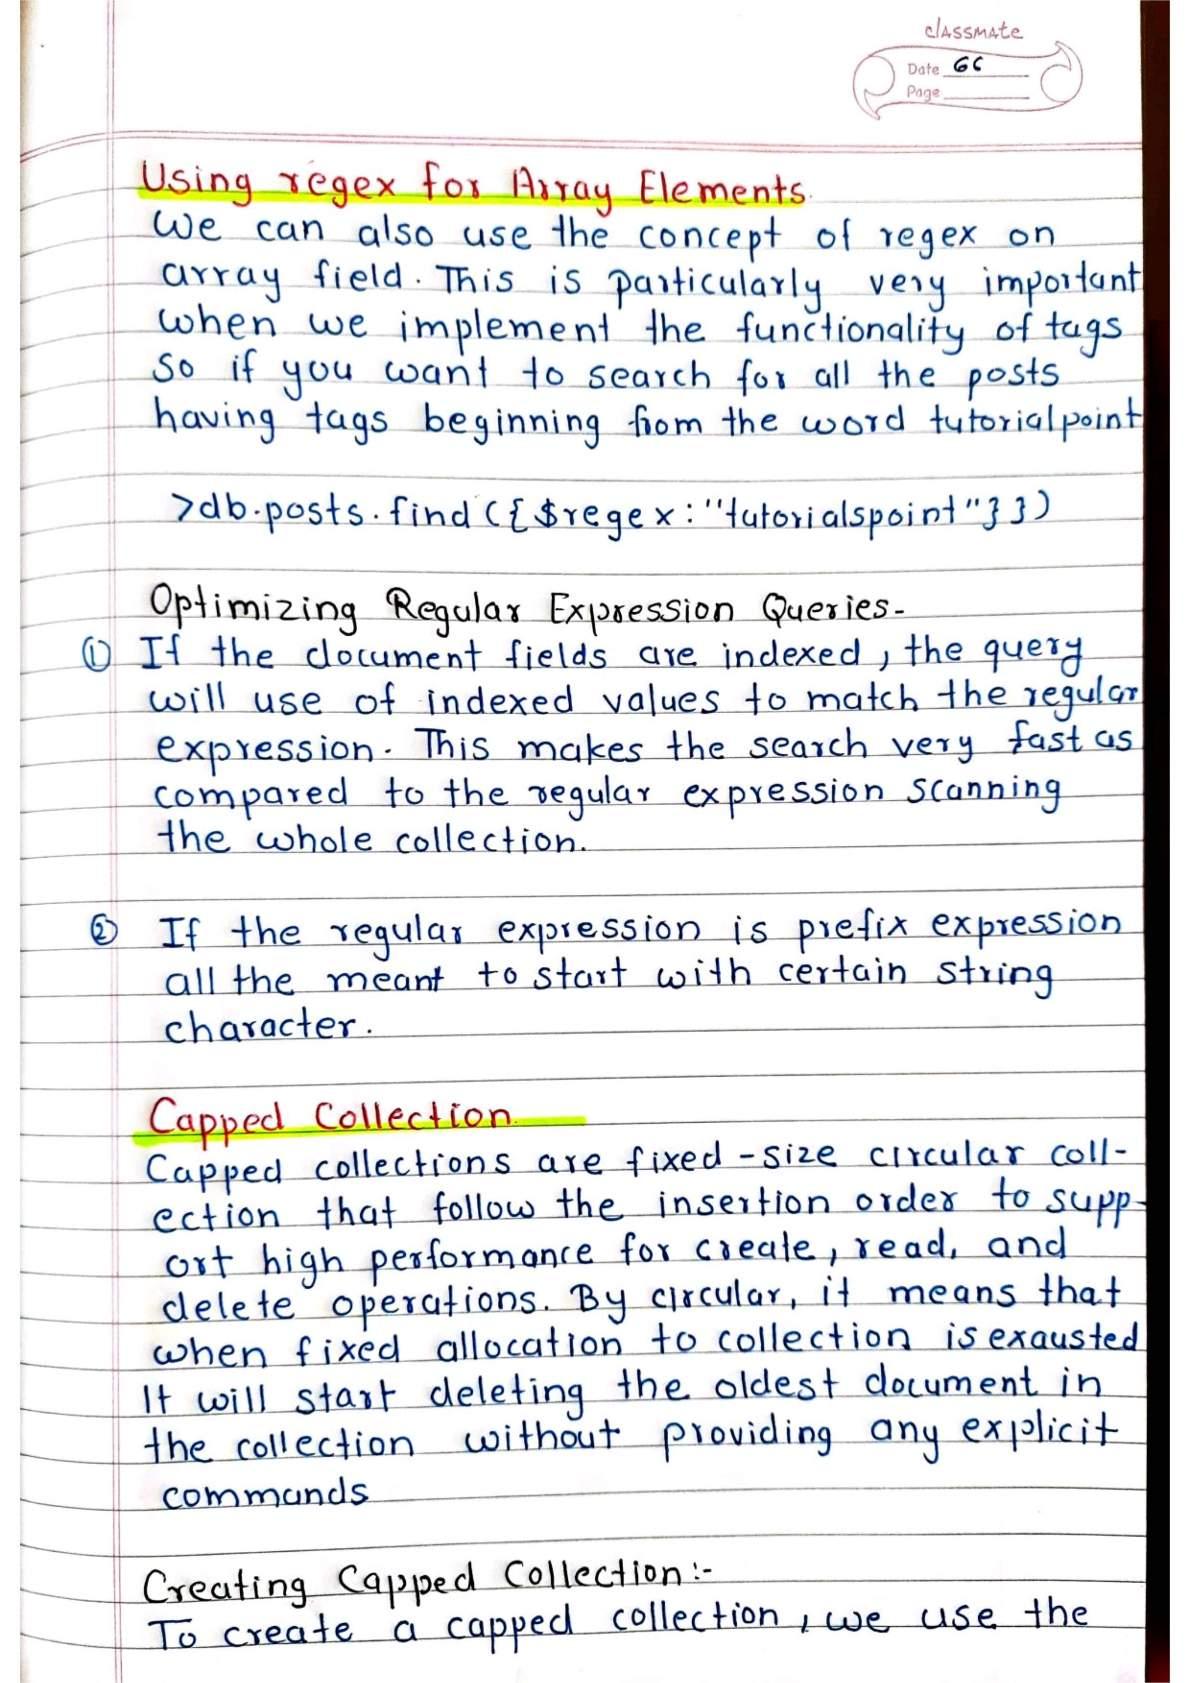 classmate
Date 66
Page
Using regex for Array Elements.
We can also use the concept of regex on
array field. This is particularly very important
when we implement the functionality of tags
So if you want to search for all the posts
having tags beginning from the word tutorialpoint
>db.posts.find({$regex:"tutorialspoint"}})
Optimizing Regular Expression Queries-
① If the document fields are indexed, the query
will use of indexed values to match the regular
expression. This makes the search very fast as
compared to the regular expression scanning
the whole collection.
② If the regular expression is prefix expression
all the meant to start with certain string
character.
Capped Collection.
Capped collections are fixed-size circular coll-
ection that follow the insertion order to supp-
ort high performance for create, read, and
delete operations. By circular, it means that
when fixed allocation to collection is exausted
It will start deleting the oldest document in
the collection without providing any explicit
commands
Creating Capped Collection:-
To create a capped collection, we use the